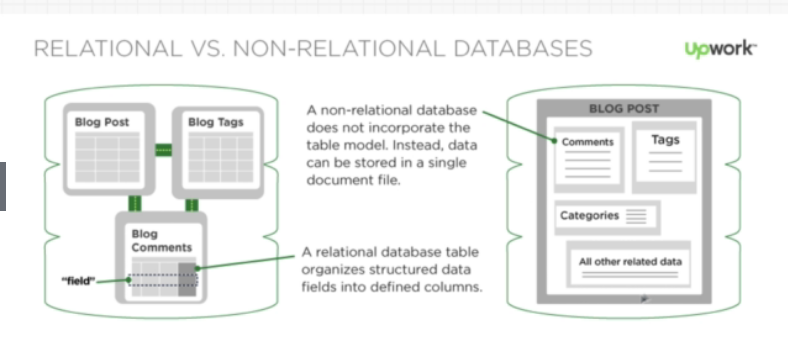 RELATIONAL VS. NON-RELATIONAL DATABASES
Upwork™
Blog Post
Blog Tags
Blog
Comments
"field"
A non-relational database
does not incorporate the
table model. Instead, data
can be stored in a single
document file.
A relational database table
organizes structured data
fields into defined columns.
BLOG POST
Comments
Tags
Categories
All other related data